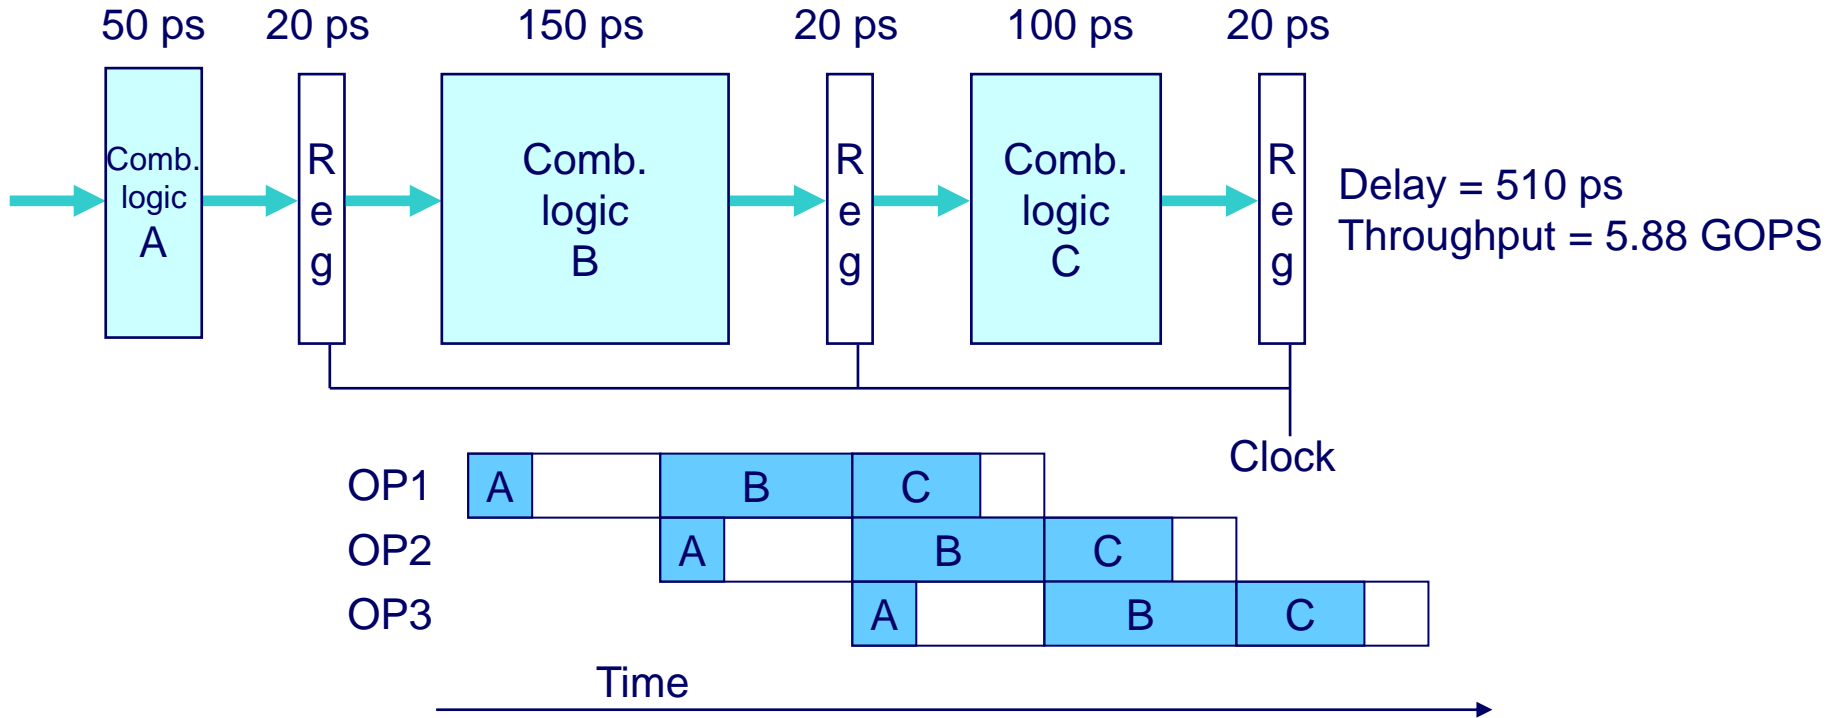 50 ps 20 ps 150 ps 20 ps 100 ps 20 ps
Comb.
logic
A
R
e
g
Comb.
logic
B
R
e
g
Comb.
logic
C
R
e
g
Delay = 510 ps
Throughput = 5.88 GOPS
Clock
OP1 A B C
OP2 A B C
OP3 A B C
Time